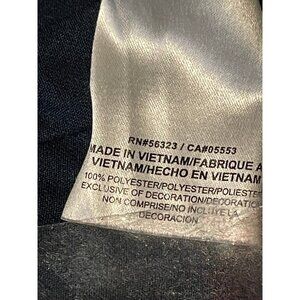 RN#56323 / CA#05553
MADE IN VIETNAM/FABRIQUE A
VIETNAM/HECHO EN VIETNAM
100% POLYESTER/POLYESTER/POLIEST
EXCLUSIVE OF DECORATION/DECORATIO
NON COMPRISE/NO INCLUYE LA
DECORACION